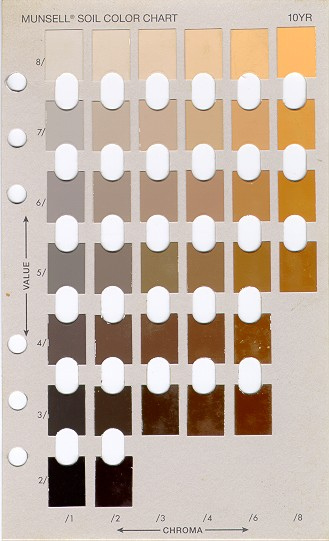 MUNSELL® SOIL COLOR CHART 10YR
8/
7/
6/
5/
4/
3/
2/
VALUE
/1 /2 /3 /4 /6 /8
CHROMA